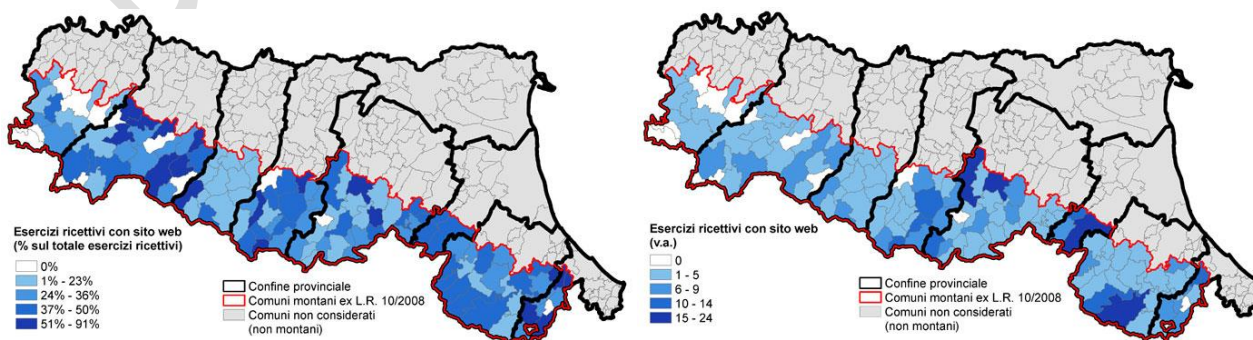 Esercizi ricettivi con sito web
(% sul totale esercizi ricettivi)
0%
1% - 23%
24% - 36%
37% - 50%
51% - 91%
Confine provinciale
Comuni montani ex L.R. 10/2008
Comuni non considerati
(non montani)
Esercizi ricettivi con sito web
(v.a.)
0
1 - 5
6 - 9
10 - 14
15 - 24
Confine provinciale
Comuni montani ex L.R. 10/2008
Comuni non considerati
(non montani)